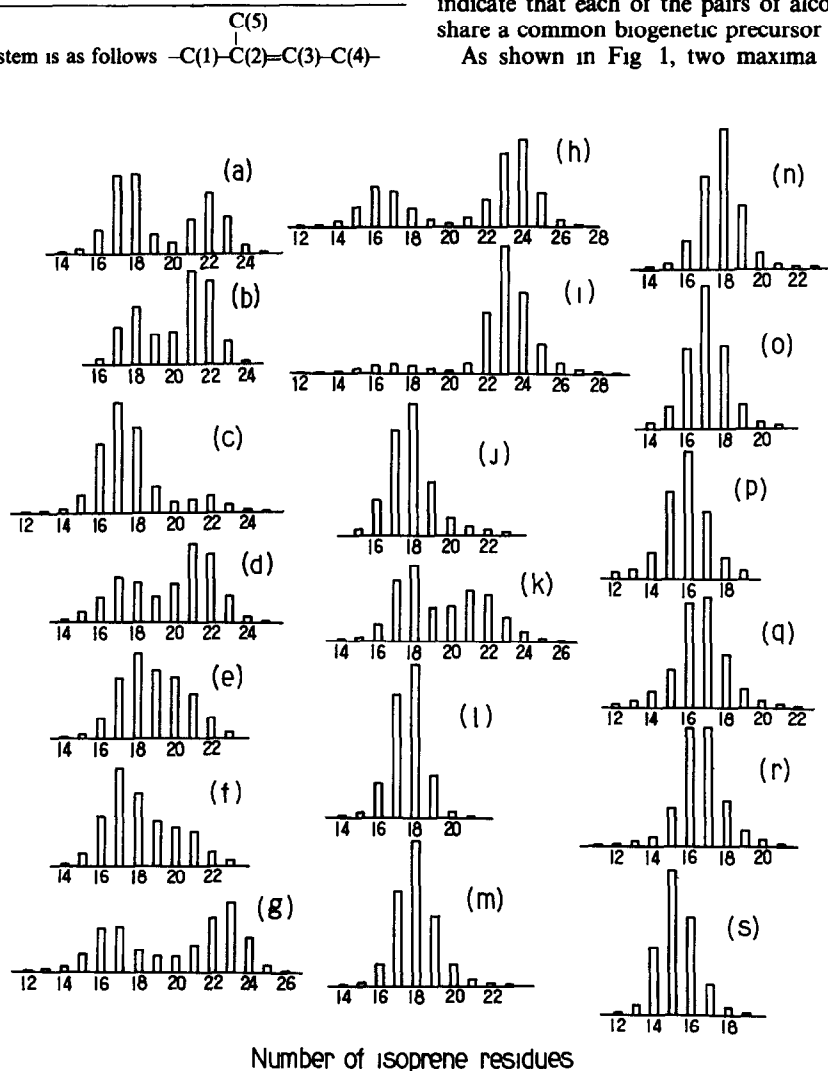 indicate that each of the pairs of alco
share a common biogenetic precursor
As shown in Fig 1, two maxima
C(5)
stem is as follows –C(1)–C(2)=C(3)–C(4)–
(a)
14 16 18 20 22 24
(b)
16 18 20 22 24
(c)
12 14 16 18 20 22 24
(d)
14 16 18 20 22 24
(e)
14 16 18 20 22
(f)
14 16 18 20 22
(g)
12 14 16 18 20 22 24 26
(h)
12 14 16 18 20 22 24 26 28
(ı)
12 14 16 18 20 22 24 26 28
(J)
16 18 20 22
(k)
14 16 18 20 22 24 26
(l)
14 16 18 20
(m)
14 16 18 20 22
(n)
14 16 18 20 22
(o)
14 16 18 20
(p)
12 14 16 18
(q)
12 14 16 18 20 22
(r)
12 14 16 18 20
(s)
12 14 16 18
Number of ısoprene resıdues